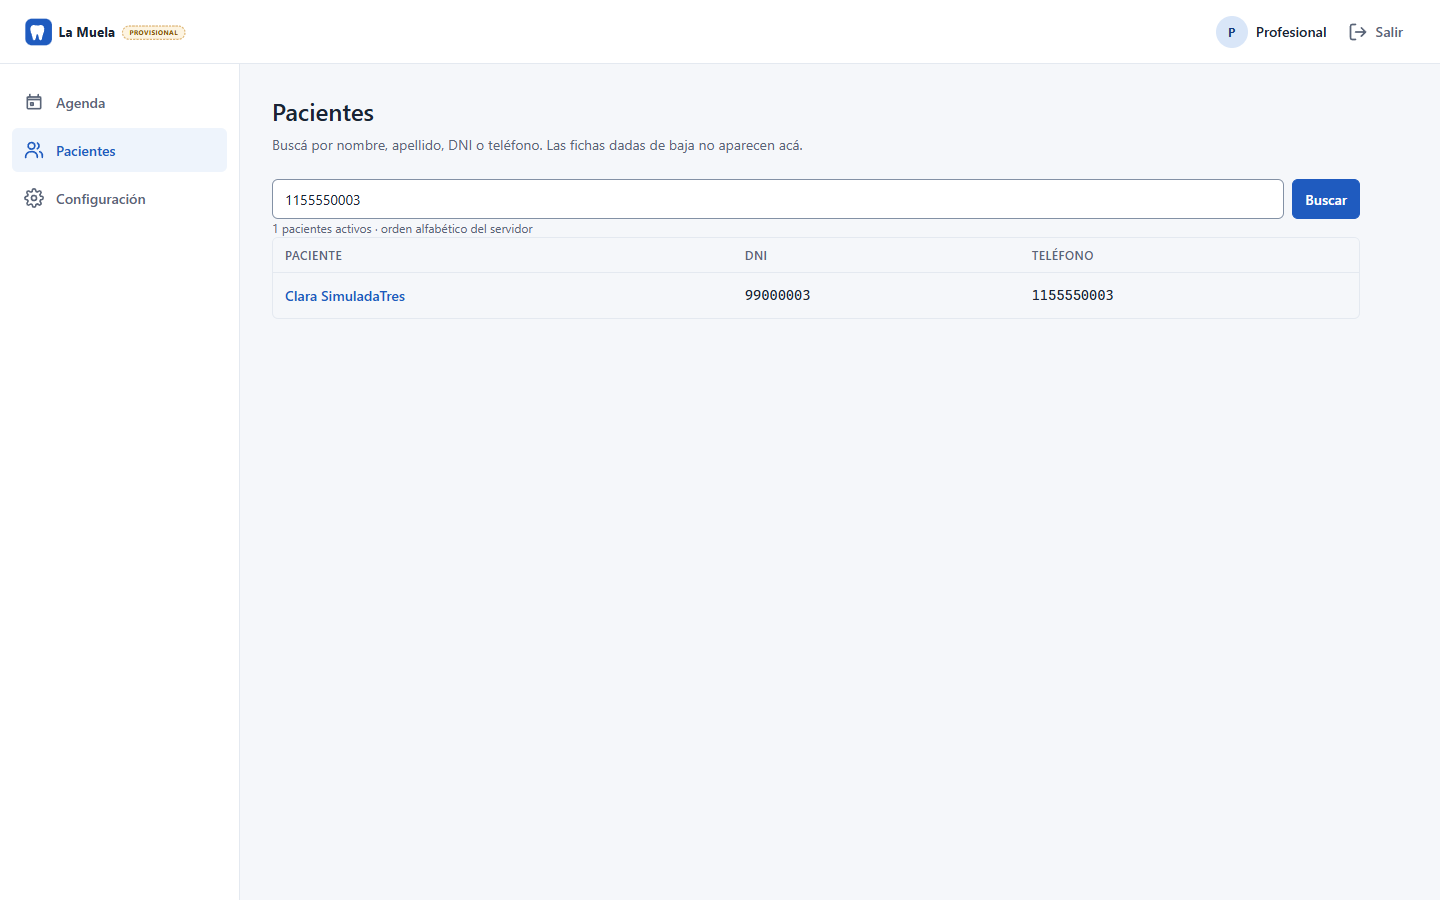 La Muela PROVISIONAL
P Profesional Salir
Agenda
Pacientes
Configuración
Pacientes
Buscá por nombre, apellido, DNI o teléfono. Las fichas dadas de baja no aparecen acá.
1155550003 Buscar
1 pacientes activos · orden alfabético del servidor
PACIENTE DNI TELÉFONO
Clara SimuladaTres 99000003 1155550003